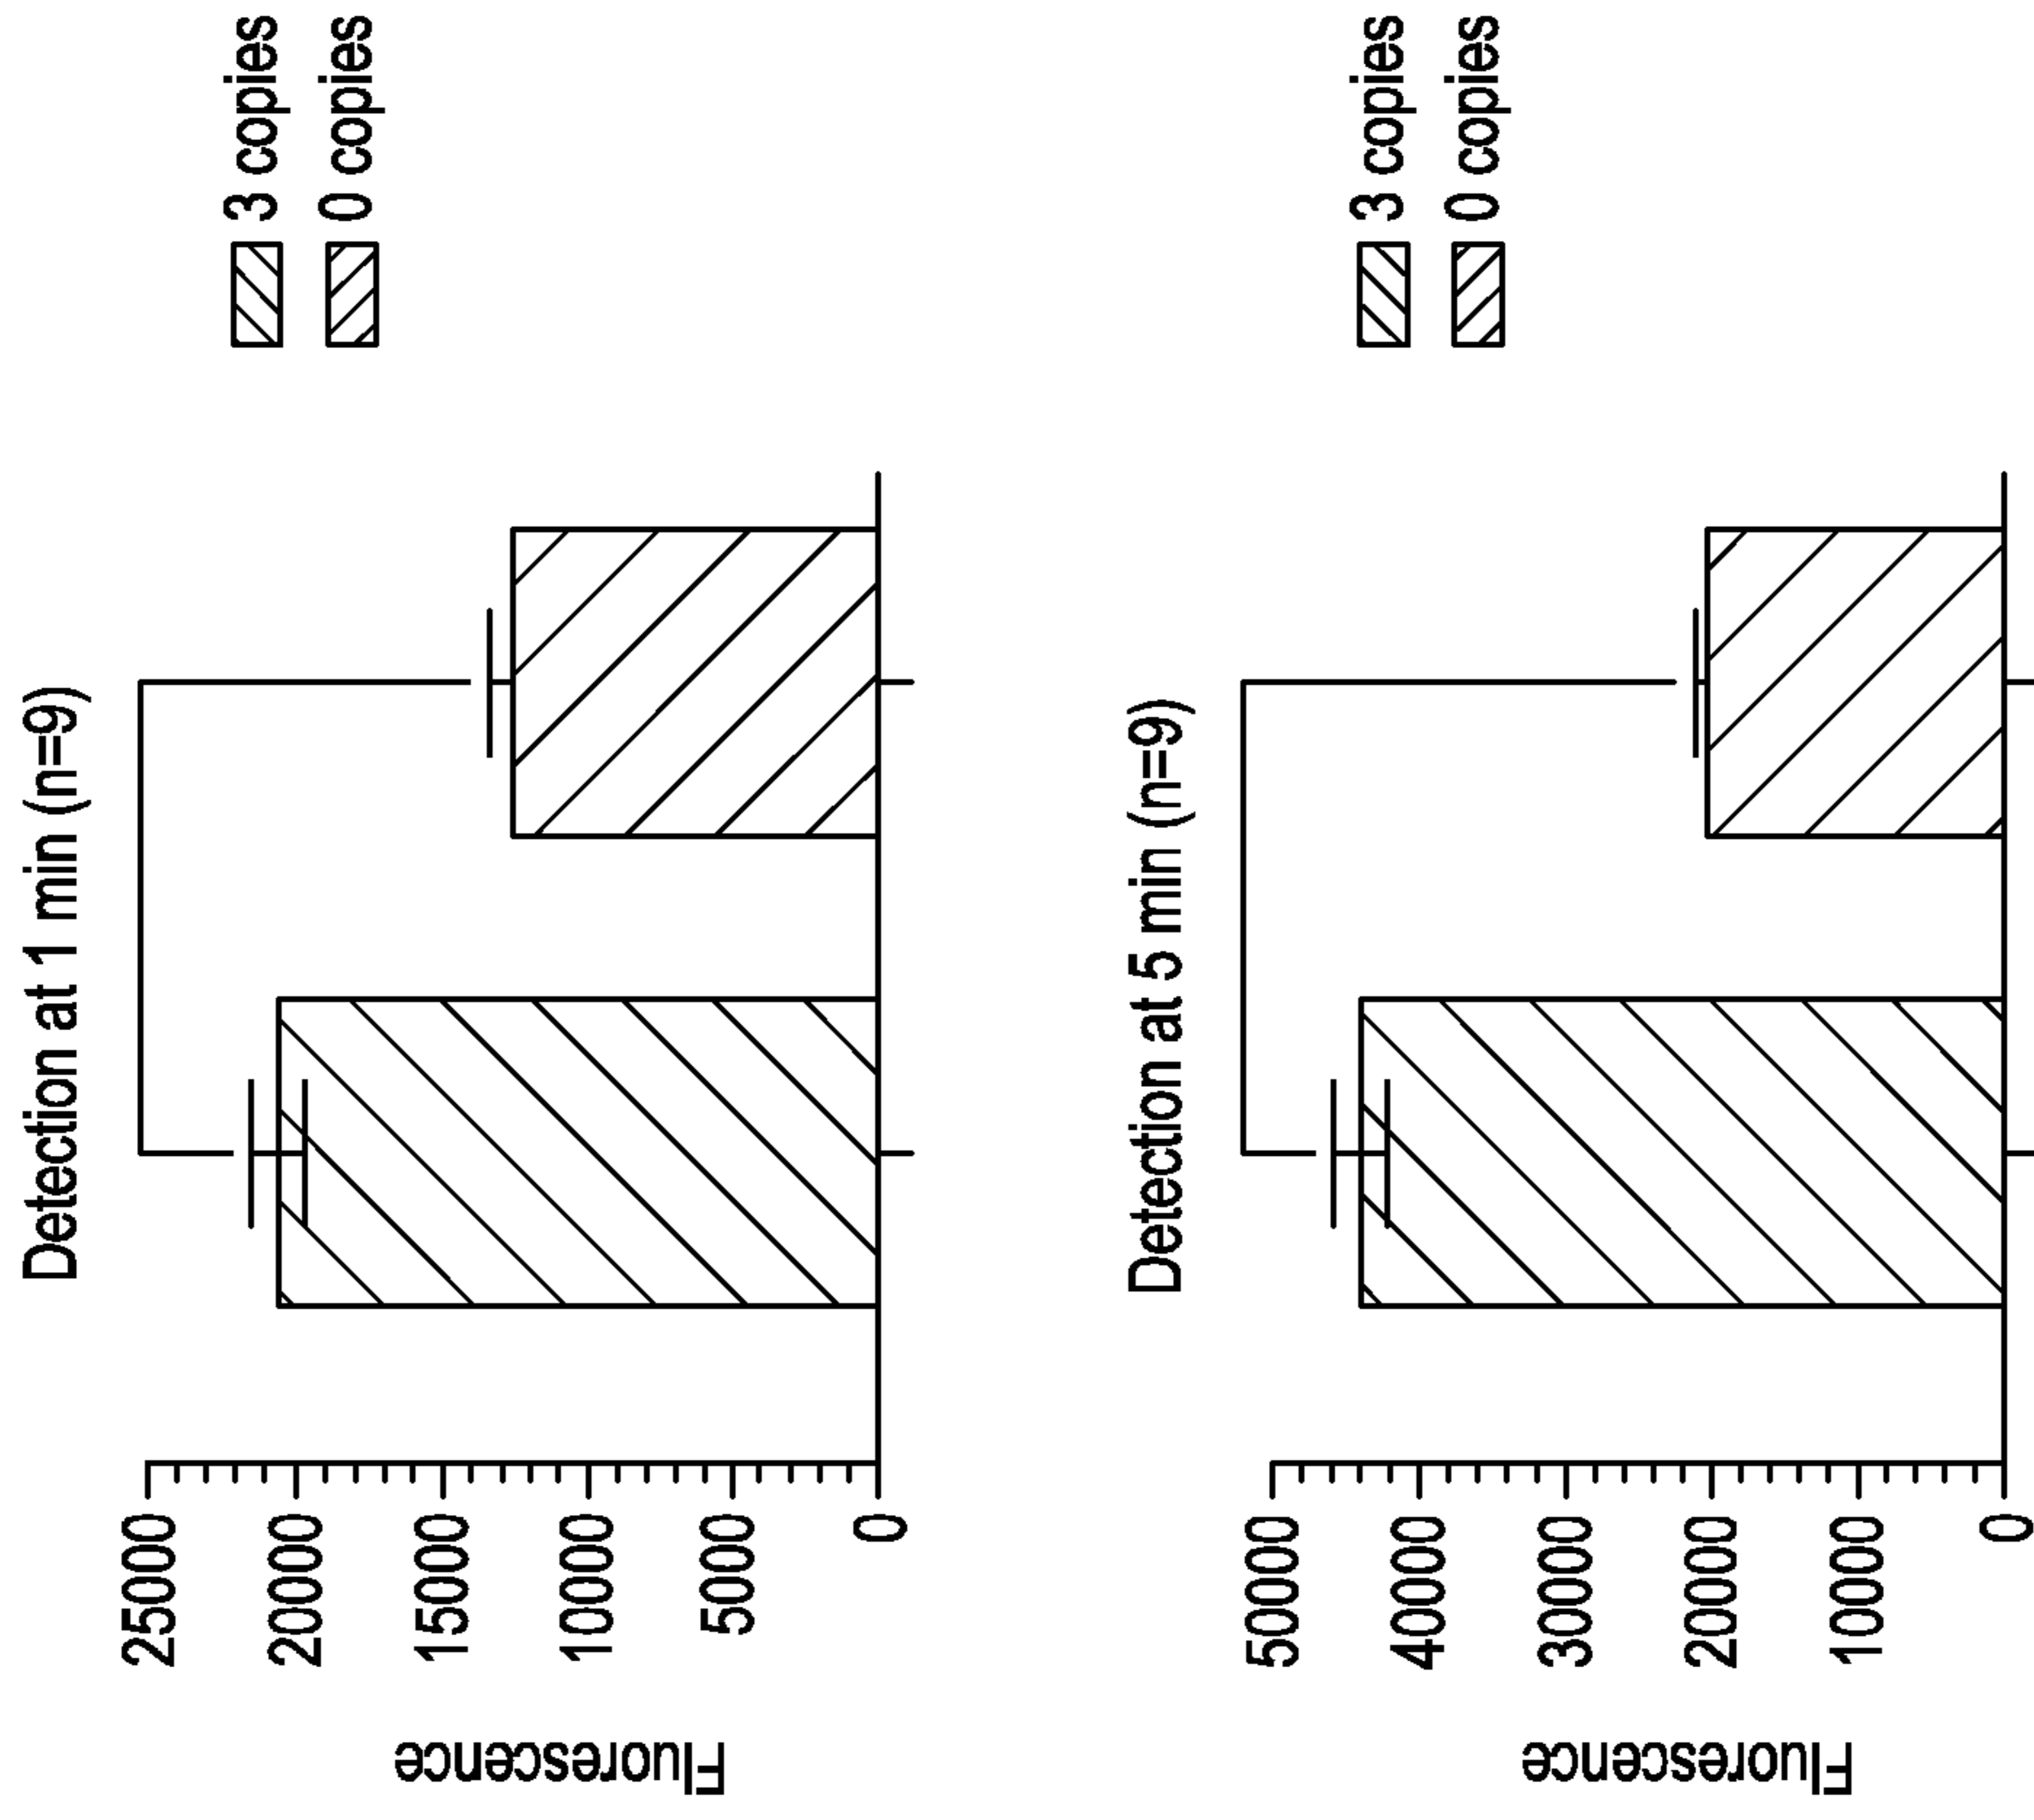 Detection at 1 min (n=9)
Fluorescence
25000
20000
15000
10000
5000
0
3 copies
0 copies
Detection at 5 min (n=9)
Fluorescence
50000
40000
30000
20000
10000
0
3 copies
0 copies